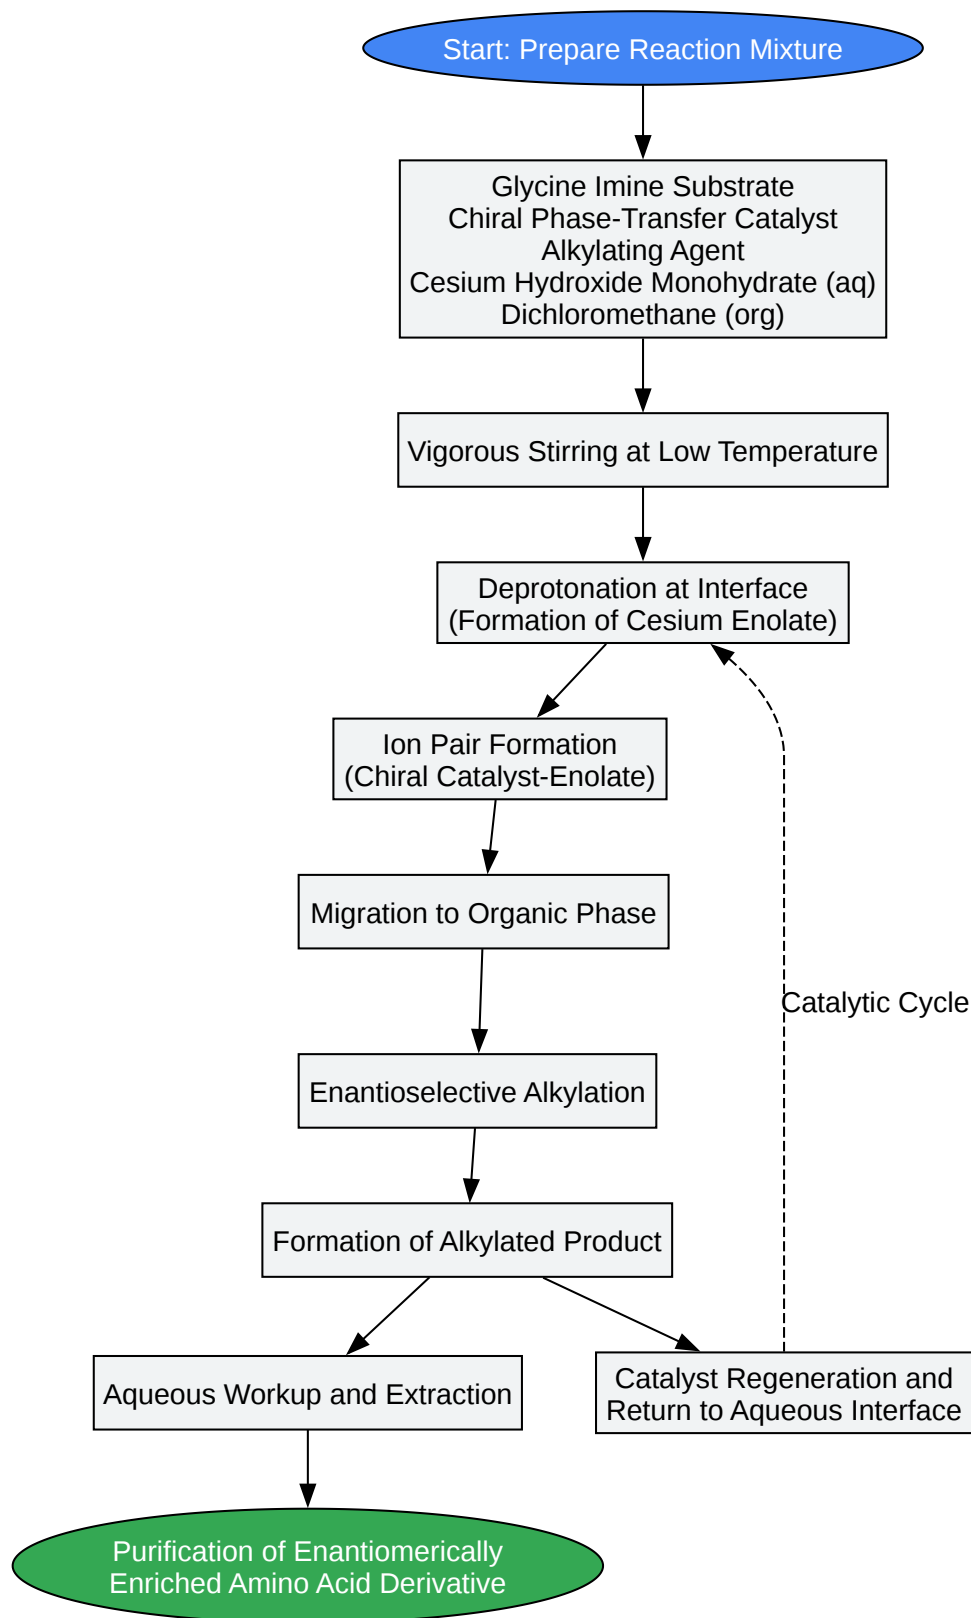 Start: Prepare Reaction Mixture
Glycine Imine Substrate
Chiral Phase-Transfer Catalyst
Alkylating Agent
Cesium Hydroxide Monohydrate (aq)
Dichloromethane (org)
Vigorous Stirring at Low Temperature
Deprotonation at Interface
(Formation of Cesium Enolate)
Ion Pair Formation
(Chiral Catalyst-Enolate)
Migration to Organic Phase
Catalytic Cycle
Enantioselective Alkylation
Formation of Alkylated Product
Aqueous Workup and Extraction
Catalyst Regeneration and
Return to Aqueous Interface
Purification of Enantiomerically
Enriched Amino Acid Derivative